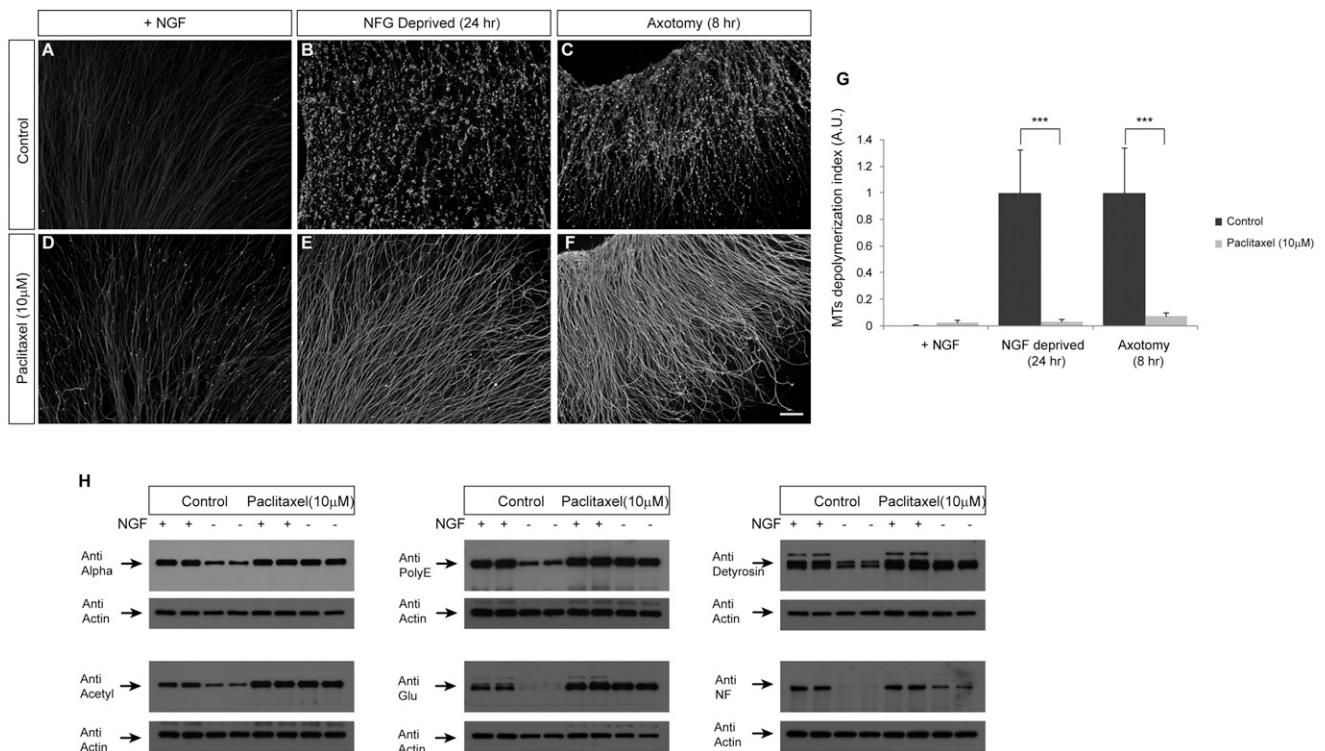 + NGF
NFG Deprived (24 hr)
Axotomy (8 hr)
Control
A
B
C
Paclitaxel (10μM)
D
E
F
G
MTs depolymerization index (A.U.)
1.4
1.2
1
0.8
0.6
0.4
0.2
0
***
***
+ NGF
NGF deprived
(24 hr)
Axotomy
(8 hr)
Control
Paclitaxel (10μM)
H
Control Paclitaxel(10μM)
NGF + + - - + + - -
Anti
Alpha
Anti
Actin
Anti
Acetyl
Anti
Actin
Control Paclitaxel(10μM)
NGF + + - - + + - -
Anti
PolyE
Anti
Actin
Anti
Glu
Anti
Actin
Control Paclitaxel(10μM)
NGF + + - - + + - -
Anti
Detyrosin
Anti
Actin
Anti
NF
Anti
Actin